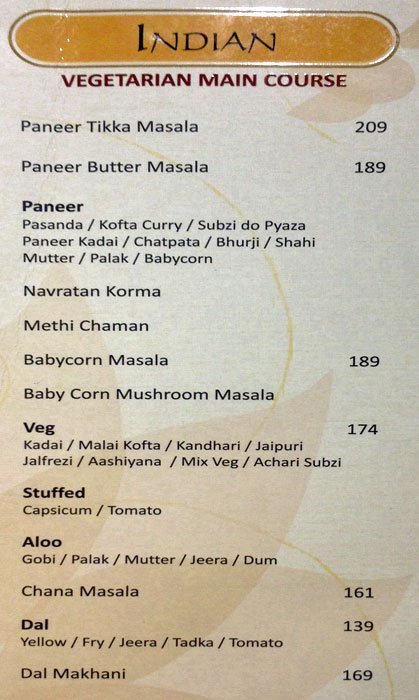 INDIAN
VEGETARIAN MAIN COURSE
Paneer Tikka Masala 209
Paneer Butter Masala 189
Paneer
Pasanda / Kofta Curry / Subzi do Pyaza
Paneer Kadai / Chatpata / Bhurji / Shahi
Mutter / Palak / Babycorn
Navratan Korma
Methi Chaman
Babycorn Masala 189
Baby Corn Mushroom Masala
Veg 174
Kadai / Malai Kofta / Kandhari / Jaipuri
Jalfrezi / Aashiyana / Mix Veg / Achari Subzi
Stuffed
Capsicum / Tomato
Aloo
Gobi / Palak / Mutter / Jeera / Dum
Chana Masala 161
Dal 139
Yellow / Fry / Jeera / Tadka / Tomato
Dal Makhani 169